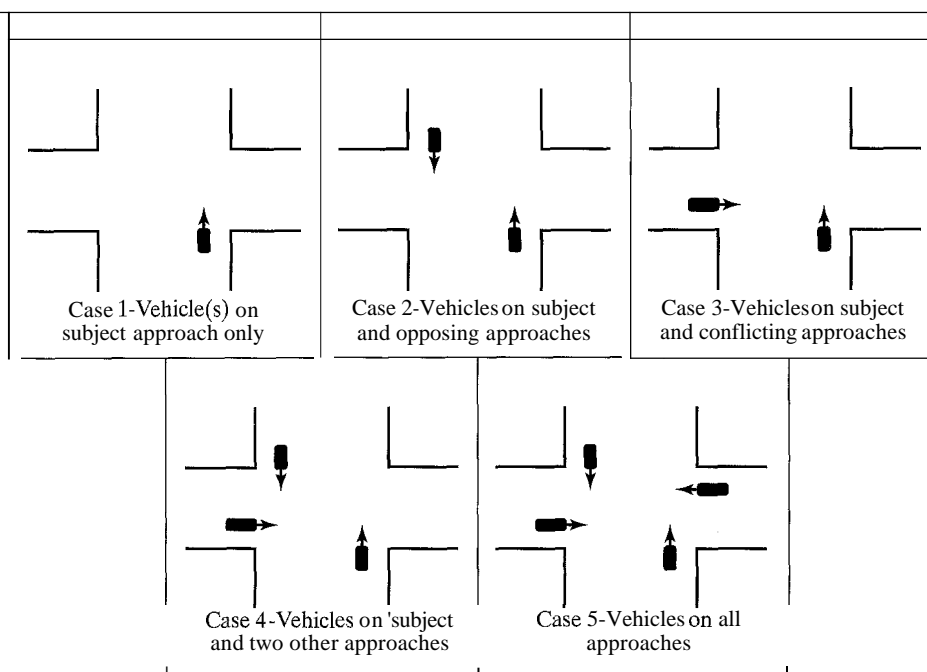 Case 1-Vehicle(s) on
subject approach only
Case 2-Vehicles on subject
and opposing approaches
Case 3-Vehicles on subject
and conflicting approaches
Case 4-Vehicles on 'subject
and two other approaches
Case 5-Vehicles on all
approaches